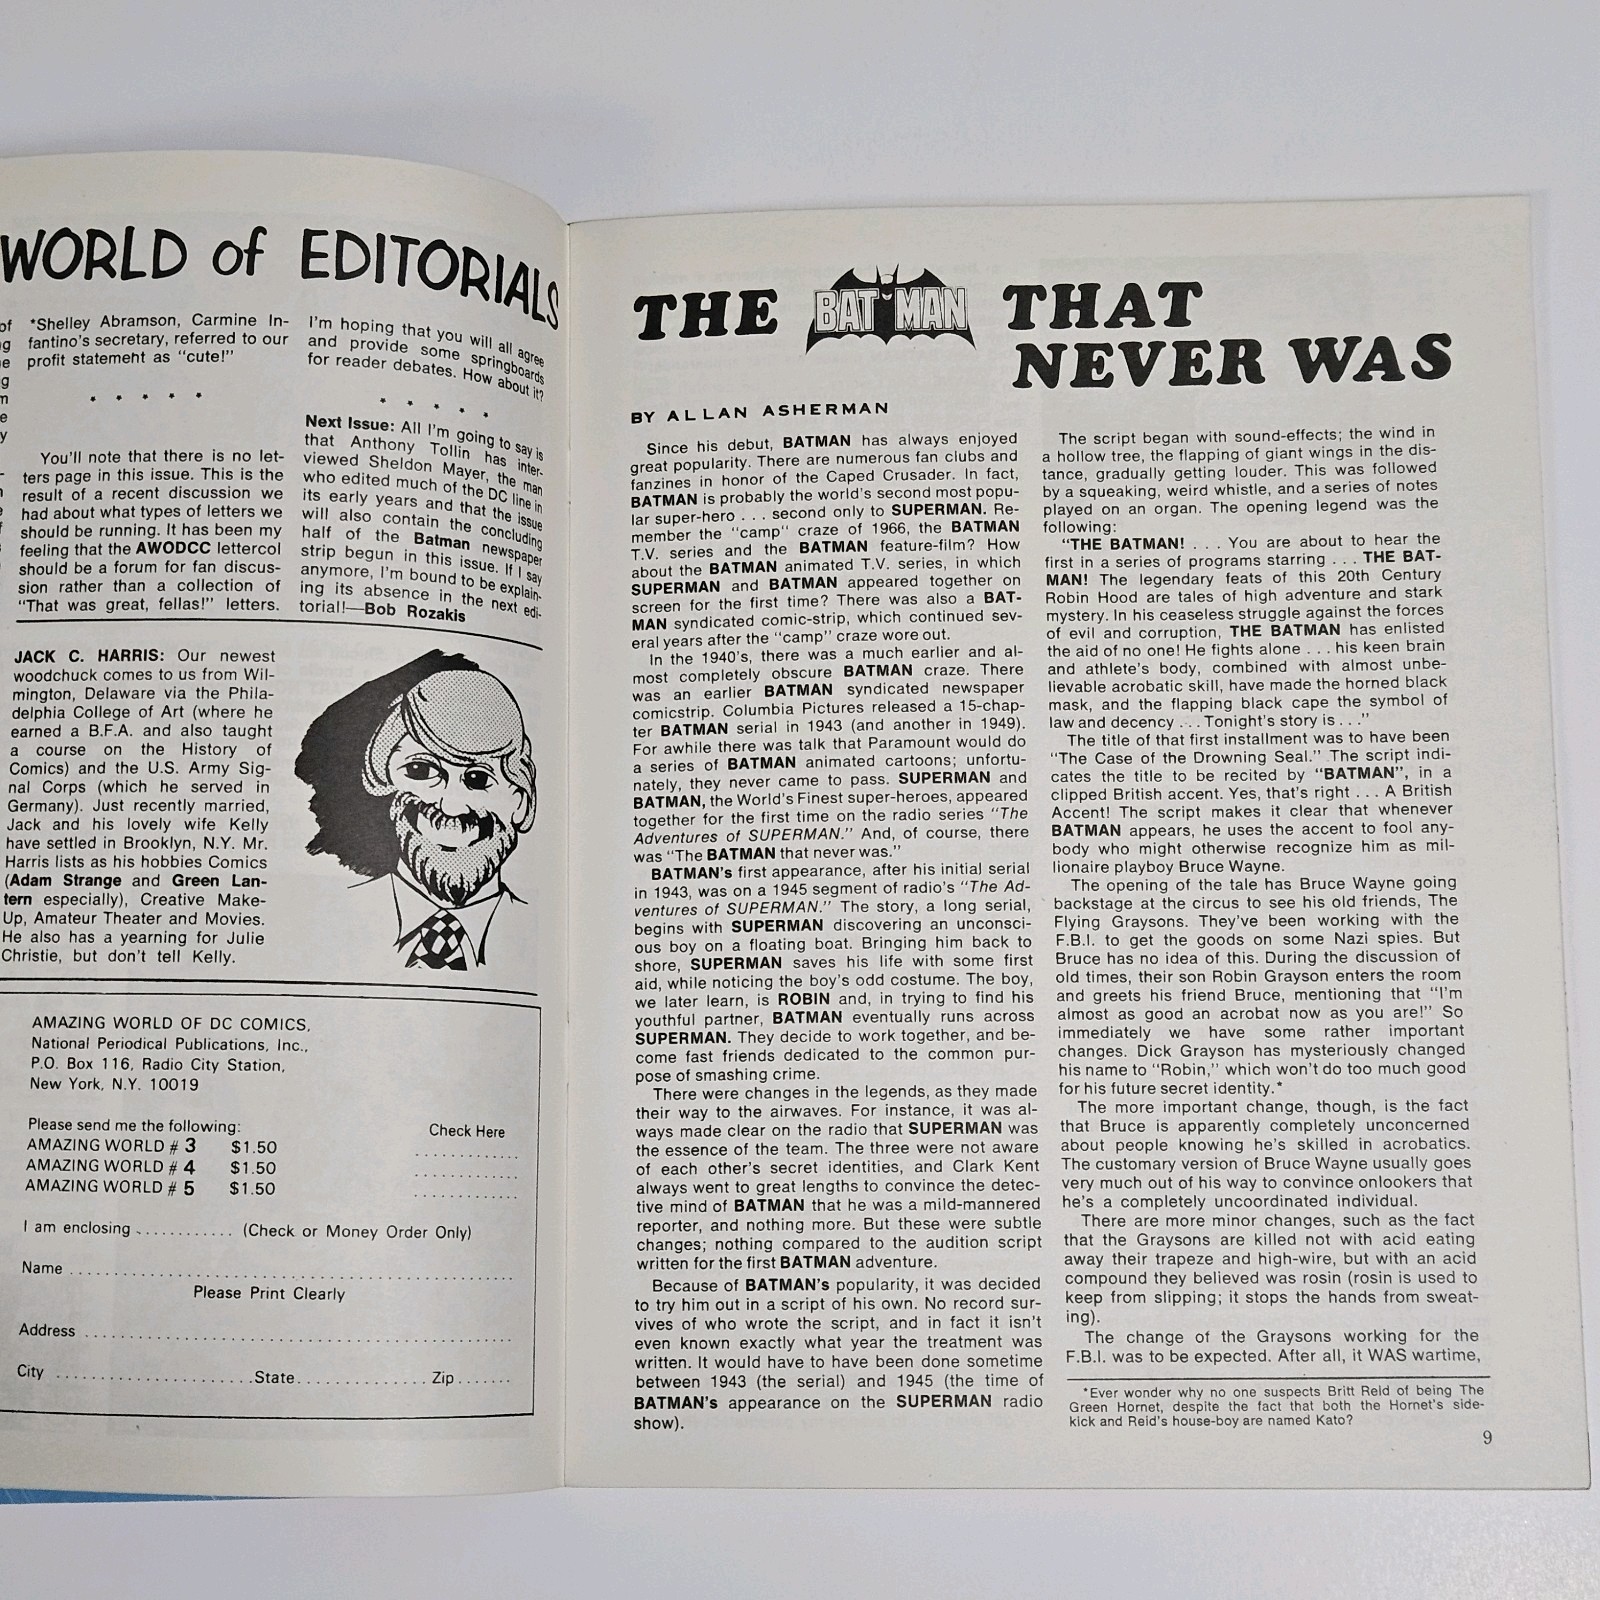 WORLD of EDITORIALS
of
g
e
g
m
e
y
*Shelley Abramson, Carmine In-
fantino's secretary, referred to our
profit statement as "cute!"
* * * * *
You'll note that there is no let-
ters page in this issue. This is the
result of a recent discussion we
had about what types of letters we
should be running. It has been my
feeling that the AWODCC lettercol
should be a forum for fan discus-
sion rather than a collection of
"That was great, fellas!" letters.
I'm hoping that you will all agree
and provide some springboards
for reader debates. How about it?
* * * * *
Next Issue: All I'm going to say is
that Anthony Tollin has inter-
viewed Sheldon Mayer, the man
who edited much of the DC line in
its early years and that the issue
will also contain the concluding
half of the Batman newspaper
strip begun in this issue. If I say
anymore, I'm bound to be explain-
ing its absence in the next edi-
torial!—Bob Rozakis
JACK C. HARRIS: Our newest
woodchuck comes to us from Wil-
mington, Delaware via the Phila-
delphia College of Art (where he
earned a B.F.A. and also taught
a course on the History of
Comics) and the U.S. Army Sig-
nal Corps (which he served in
Germany). Just recently married,
Jack and his lovely wife Kelly
have settled in Brooklyn, N.Y. Mr.
Harris lists as his hobbies Comics
(Adam Strange and Green Lan-
tern especially), Creative Make-
Up, Amateur Theater and Movies.
He also has a yearning for Julie
Christie, but don't tell Kelly.
AMAZING WORLD OF DC COMICS,
National Periodical Publications, Inc.,
P.O. Box 116, Radio City Station,
New York, N.Y. 10019
Please send me the following:
Check Here
AMAZING WORLD # 3 $1.50 ..............
AMAZING WORLD # 4 $1.50 ..............
AMAZING WORLD # 5 $1.50 ..............
I am enclosing ............. (Check or Money Order Only)
Name ..............................................................
Please Print Clearly
Address ...........................................................
City ..........................State.................Zip.......
THE BATMAN THAT
NEVER WAS
BY ALLAN ASHERMAN
Since his debut, BATMAN has always enjoyed
great popularity. There are numerous fan clubs and
fanzines in honor of the Caped Crusader. In fact,
BATMAN is probably the world's second most popu-
lar super-hero . . . second only to SUPERMAN. Re-
member the "camp" craze of 1966, the BATMAN
T.V. series and the BATMAN feature-film? How
about the BATMAN animated T.V. series, in which
SUPERMAN and BATMAN appeared together on
screen for the first time? There was also a BAT-
MAN syndicated comic-strip, which continued sev-
eral years after the "camp" craze wore out.
In the 1940's, there was a much earlier and al-
most completely obscure BATMAN craze. There
was an earlier BATMAN syndicated newspaper
comicstrip. Columbia Pictures released a 15-chap-
ter BATMAN serial in 1943 (and another in 1949).
For awhile there was talk that Paramount would do
a series of BATMAN animated cartoons; unfortu-
nately, they never came to pass. SUPERMAN and
BATMAN, the World's Finest super-heroes, appeared
together for the first time on the radio series "The
Adventures of SUPERMAN." And, of course, there
was "The BATMAN that never was."
BATMAN's first appearance, after his initial serial
in 1943, was on a 1945 segment of radio's "The Ad-
ventures of SUPERMAN." The story, a long serial,
begins with SUPERMAN discovering an unconsci-
ous boy on a floating boat. Bringing him back to
shore, SUPERMAN saves his life with some first
aid, while noticing the boy's odd costume. The boy,
we later learn, is ROBIN and, in trying to find his
youthful partner, BATMAN eventually runs across
SUPERMAN. They decide to work together, and be-
come fast friends dedicated to the common pur-
pose of smashing crime.
There were changes in the legends, as they made
their way to the airwaves. For instance, it was al-
ways made clear on the radio that SUPERMAN was
the essence of the team. The three were not aware
of each other's secret identities, and Clark Kent
always went to great lengths to convince the detec-
tive mind of BATMAN that he was a mild-mannered
reporter, and nothing more. But these were subtle
changes; nothing compared to the audition script
written for the first BATMAN adventure.
Because of BATMAN's popularity, it was decided
to try him out in a script of his own. No record sur-
vives of who wrote the script, and in fact it isn't
even known exactly what year the treatment was
written. It would have to have been done sometime
between 1943 (the serial) and 1945 (the time of
BATMAN's appearance on the SUPERMAN radio
show).
The script began with sound-effects; the wind in
a hollow tree, the flapping of giant wings in the dis-
tance, gradually getting louder. This was followed
by a squeaking, weird whistle, and a series of notes
played on an organ. The opening legend was the
following:
"THE BATMAN! . . . You are about to hear the
first in a series of programs starring . . . THE BAT-
MAN! The legendary feats of this 20th Century
Robin Hood are tales of high adventure and stark
mystery. In his ceaseless struggle against the forces
of evil and corruption, THE BATMAN has enlisted
the aid of no one! He fights alone . . . his keen brain
and athlete's body, combined with almost unbe-
lievable acrobatic skill, have made the horned black
mask, and the flapping black cape the symbol of
law and decency . . . Tonight's story is . . ."
The title of that first installment was to have been
"The Case of the Drowning Seal." The script indi-
cates the title to be recited by "BATMAN", in a
clipped British accent. Yes, that's right . . . A British
Accent! The script makes it clear that whenever
BATMAN appears, he uses the accent to fool any-
body who might otherwise recognize him as mil-
lionaire playboy Bruce Wayne.
The opening of the tale has Bruce Wayne going
backstage at the circus to see his old friends, The
Flying Graysons. They've been working with the
F.B.I. to get the goods on some Nazi spies. But
Bruce has no idea of this. During the discussion of
old times, their son Robin Grayson enters the room
and greets his friend Bruce, mentioning that "I'm
almost as good an acrobat now as you are!" So
immediately we have some rather important
changes. Dick Grayson has mysteriously changed
his name to "Robin," which won't do too much good
for his future secret identity.*
The more important change, though, is the fact
that Bruce is apparently completely unconcerned
about people knowing he's skilled in acrobatics.
The customary version of Bruce Wayne usually goes
very much out of his way to convince onlookers that
he's a completely uncoordinated individual.
There are more minor changes, such as the fact
that the Graysons are killed not with acid eating
away their trapeze and high-wire, but with an acid
compound they believed was rosin (rosin is used to
keep from slipping; it stops the hands from sweat-
ing).
The change of the Graysons working for the
F.B.I. was to be expected. After all, it WAS wartime,
*Ever wonder why no one suspects Britt Reid of being The
Green Hornet, despite the fact that both the Hornet's side-
kick and Reid's house-boy are named Kato?
9